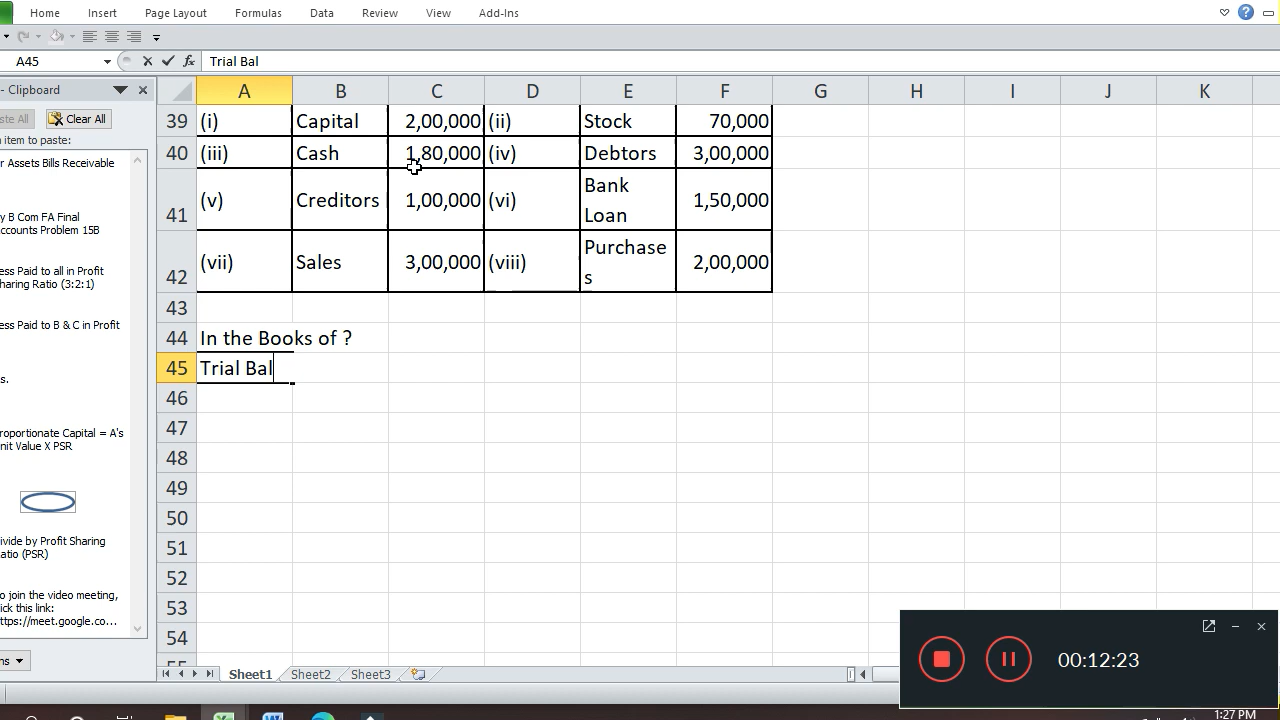 Home Insert Page Layout Formulas Data Review View Add-Ins
A45 fx Trial Bal
- Clipboard
Clear All
item to paste:
r Assets Bills Receivable
y B Com FA Final
ccounts Problem 15B
ess Paid to all in Profit
haring Ratio (3:2:1)
ess Paid to B & C in Profit
s.
roportionate Capital = A's
nit Value X PSR
ivide by Profit Sharing
atio (PSR)
o join the video meeting,
ick this link:
ttps://meet.google.co...
A B C D E F G H I J K
39 (i) Capital 2,00,000 (ii) Stock 70,000
40 (iii) Cash 1,80,000 (iv) Debtors 3,00,000
41 (v) Creditors 1,00,000 (vi) Bank
Loan 1,50,000
42 (vii) Sales 3,00,000 (viii) Purchase
s 2,00,000
43
44 In the Books of ?
45 Trial Bal
46
47
48
49
50
51
52
53
54
Sheet1 Sheet2 Sheet3
00:12:23
1:27 PM